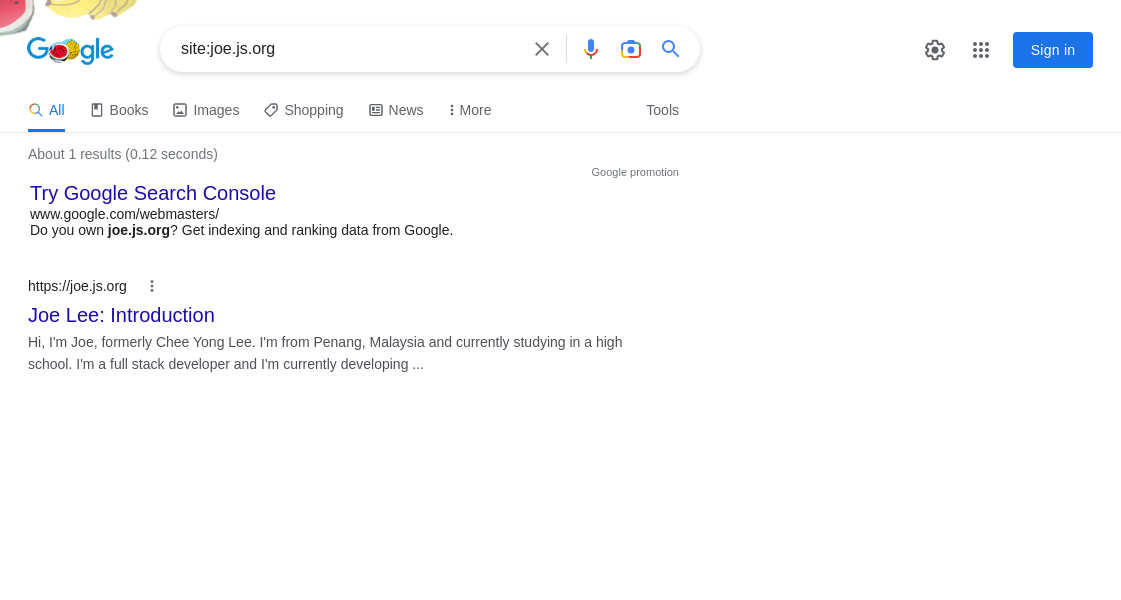 Google
site:joe.js.org
Sign in
All
Books
Images
Shopping
News
More
Tools
About 1 results (0.12 seconds)
Google promotion
Try Google Search Console
www.google.com/webmasters/
Do you own joe.js.org? Get indexing and ranking data from Google.
https://joe.js.org
Joe Lee: Introduction
Hi, I'm Joe, formerly Chee Yong Lee. I'm from Penang, Malaysia and currently studying in a high
school. I'm a full stack developer and I'm currently developing ...